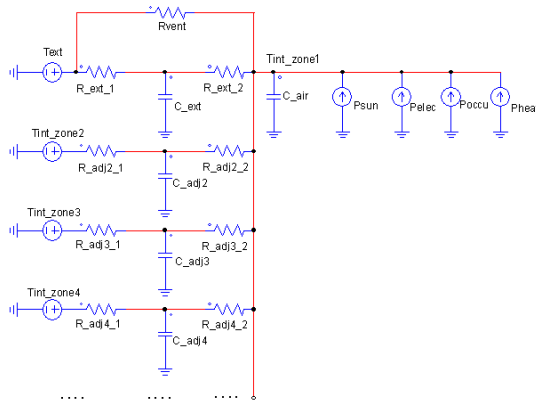 Rvent
Text
Tint_zone1
R_ext_1
R_ext_2
C_ext
C_air
Psun
Pelec
Poccu
Phea
Tint_zone2
R_adj2_1
R_adj2_2
C_adj2
Tint_zone3
R_adj3_1
R_adj3_2
C_adj3
Tint_zone4
R_adj4_1
R_adj4_2
C_adj4
.... .... ....